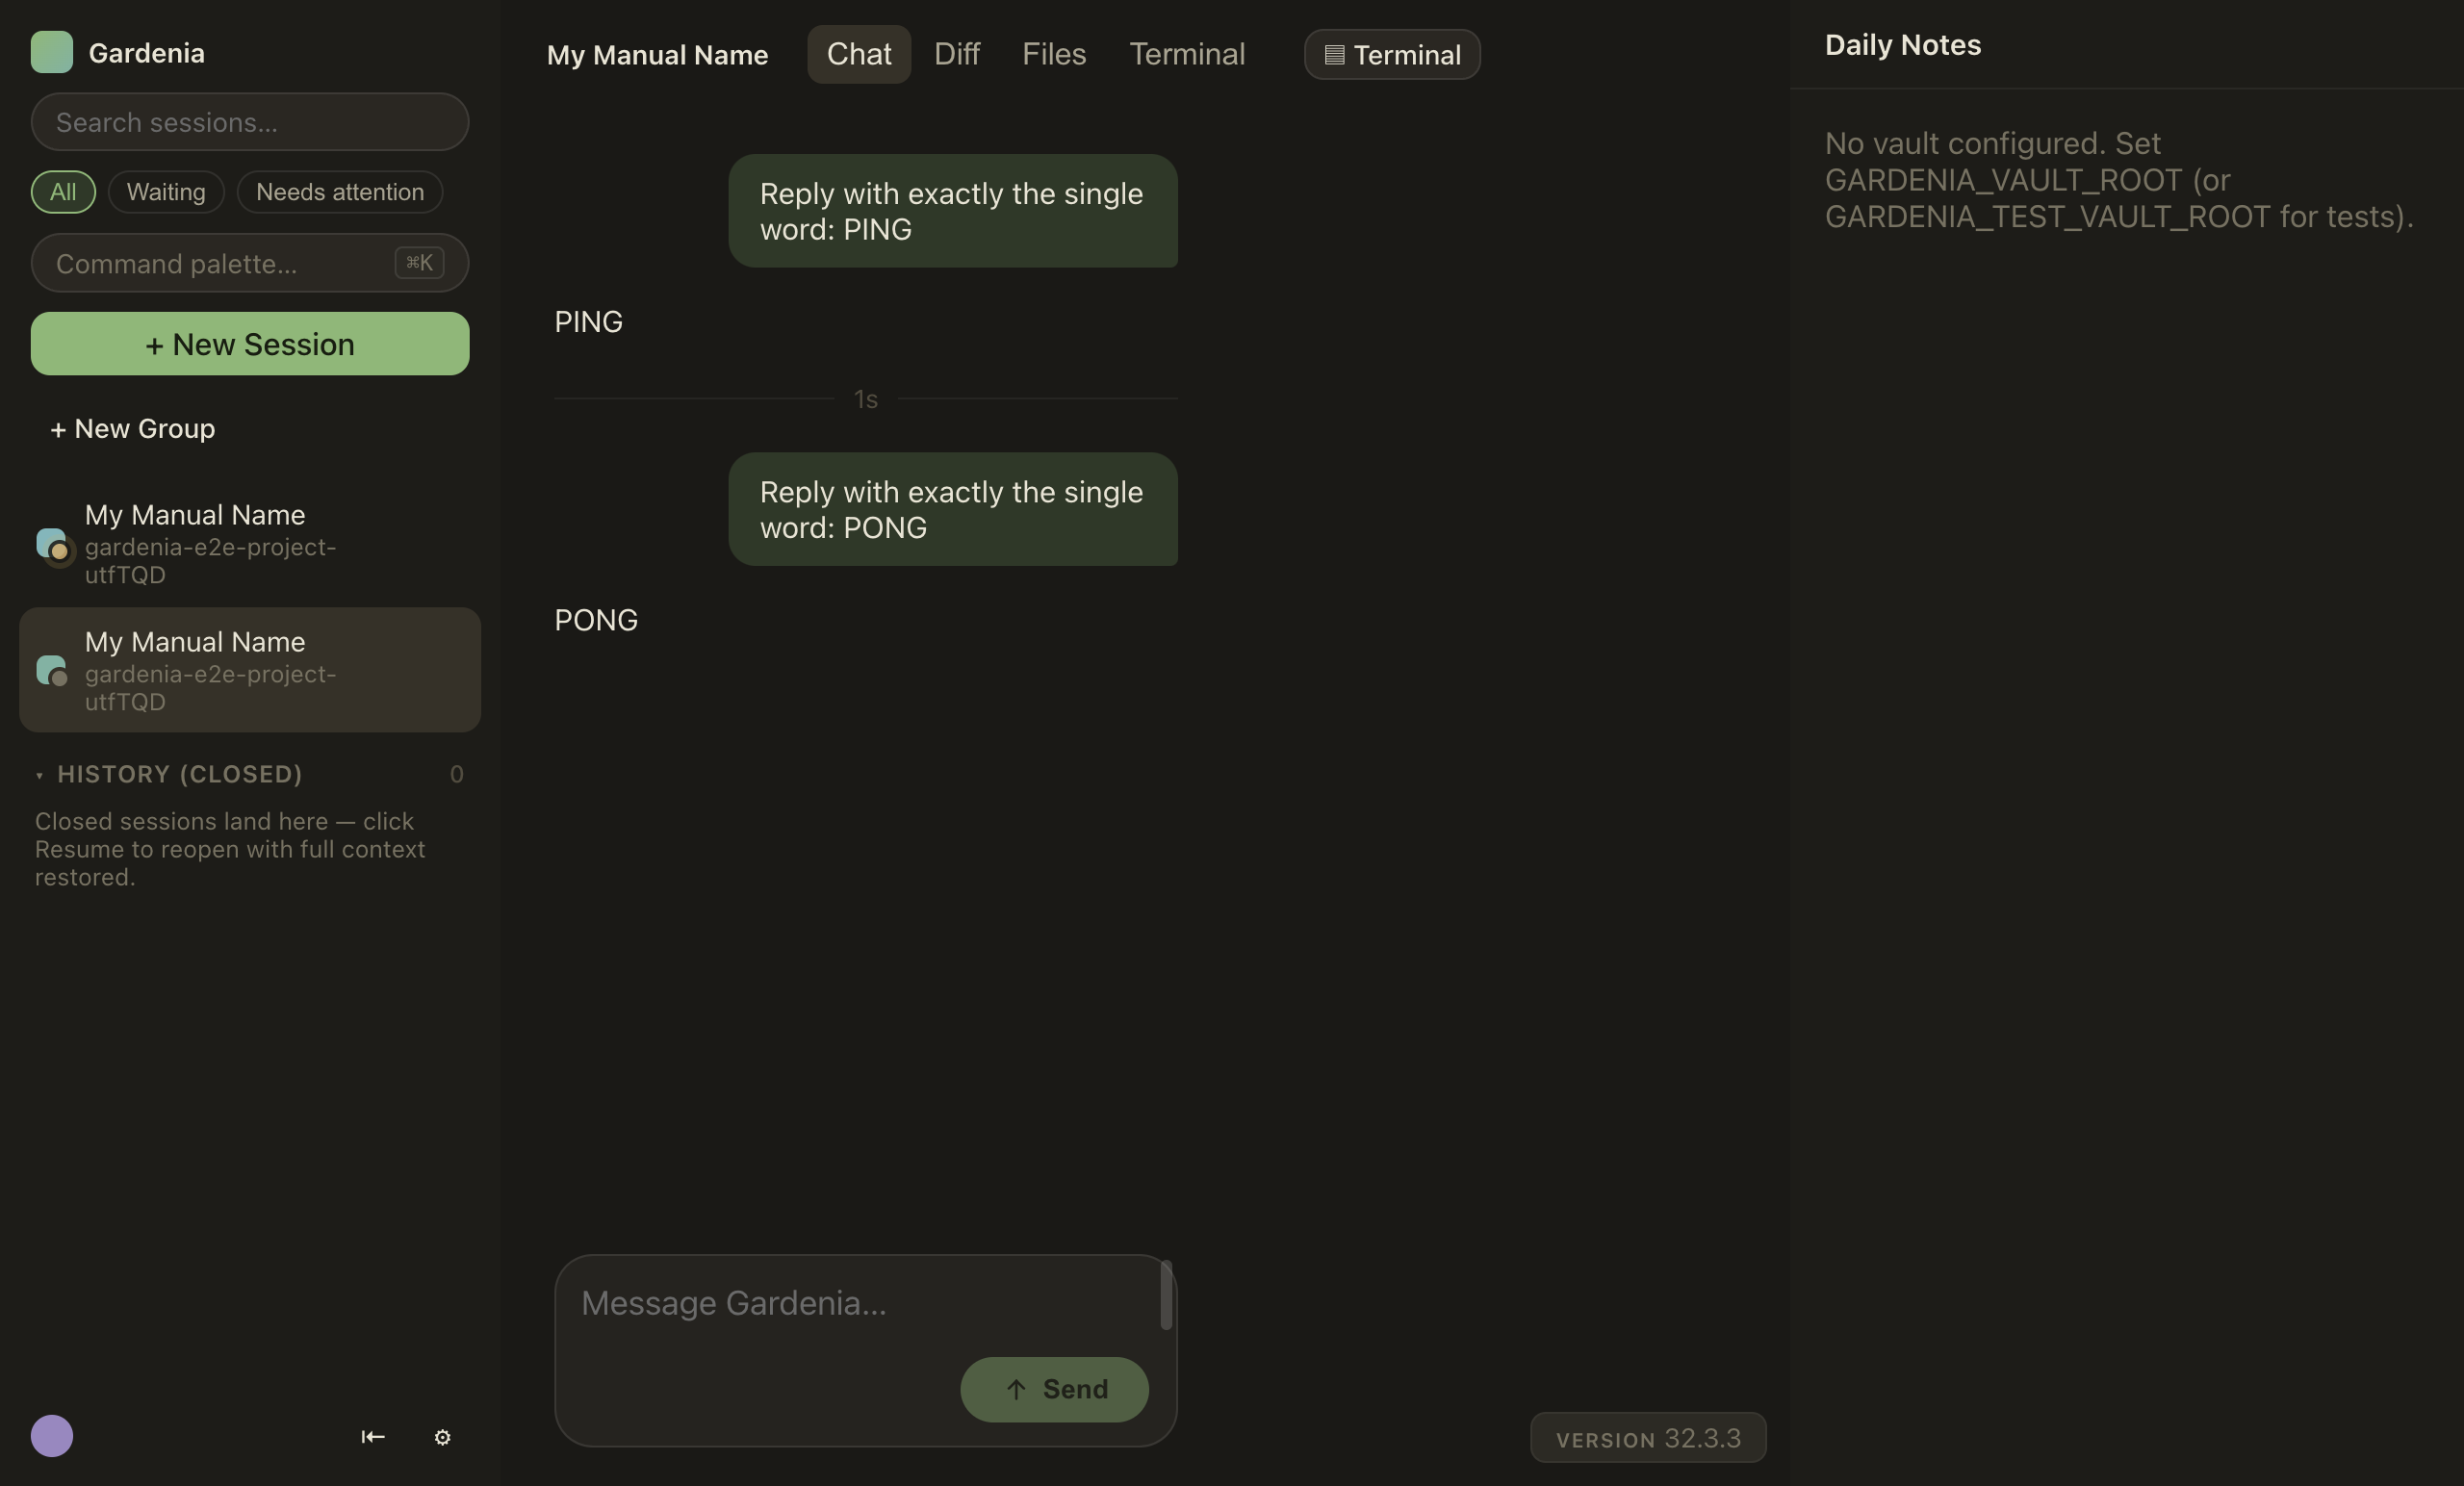 Gardenia
Search sessions...
All
Waiting
Needs attention
Command palette...
⌘K
+ New Session
+ New Group
My Manual Name
gardenia-e2e-project-
utfTQD
My Manual Name
gardenia-e2e-project-
utfTQD
▾ HISTORY (CLOSED) 0
Closed sessions land here — click
Resume to reopen with full context
restored.
My Manual Name
Chat
Diff
Files
Terminal
Terminal
Reply with exactly the single
word: PING
PING
1s
Reply with exactly the single
word: PONG
PONG
Message Gardenia...
↑ Send
VERSION 32.3.3
Daily Notes
No vault configured. Set
GARDENIA_VAULT_ROOT (or
GARDENIA_TEST_VAULT_ROOT for tests).